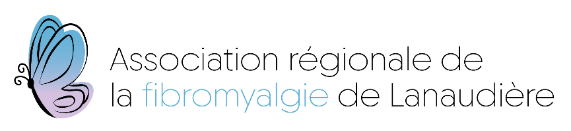 Association régionale de
la fibromyalgie de Lanaudière